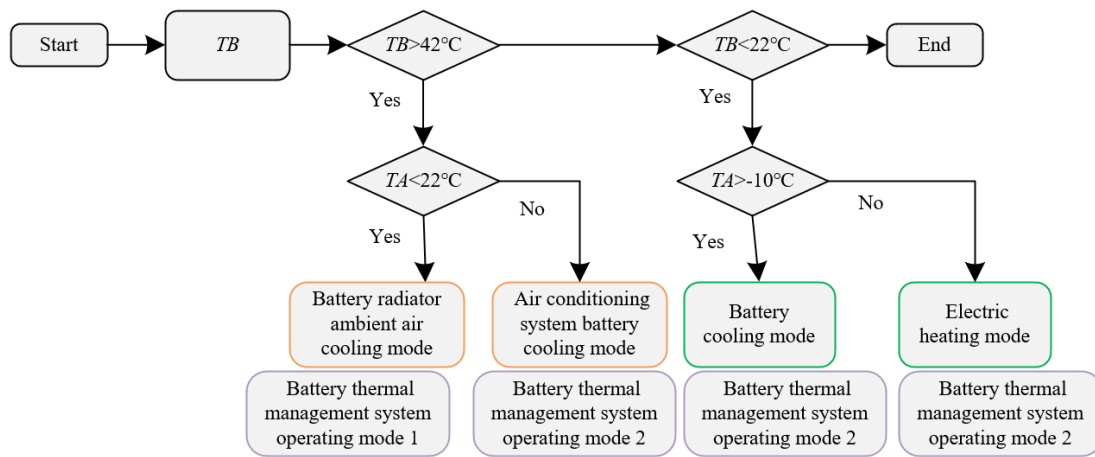 Start
TB
TB>42℃
TB<22℃
End
Yes
Yes
TA<22℃
TA>-10℃
No
No
Yes
Yes
Battery radiator
ambient air
cooling mode
Air conditioning
system battery
cooling mode
Battery
cooling mode
Electric
heating mode
Battery thermal
management system
operating mode 1
Battery thermal
management system
operating mode 2
Battery thermal
management system
operating mode 2
Battery thermal
management system
operating mode 2